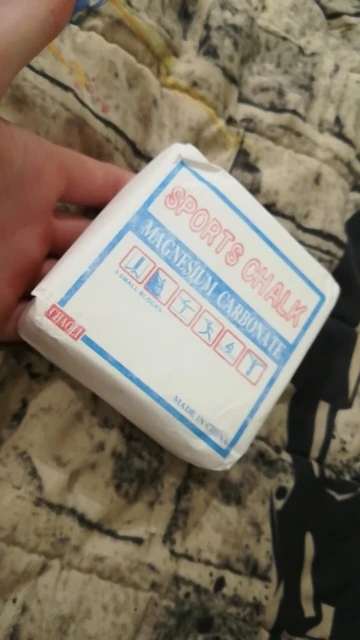 SPORTS CHALK
MAGNESIUM CARBONATE
8 SMALL BLOCKS
MADE IN CHINA